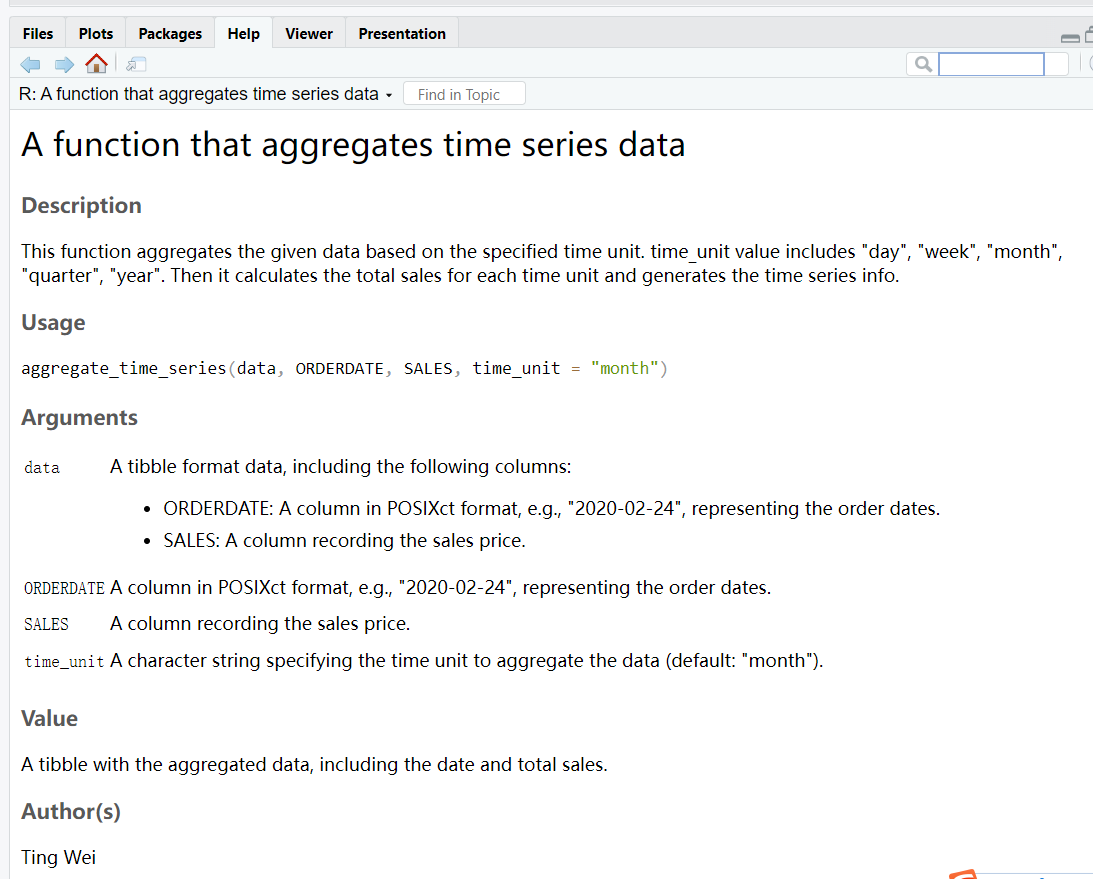 Files Plots Packages Help Viewer Presentation
R: A function that aggregates time series data Find in Topic
A function that aggregates time series data
Description
This function aggregates the given data based on the specified time unit. time_unit value includes "day", "week", "month",
"quarter", "year". Then it calculates the total sales for each time unit and generates the time series info.
Usage
aggregate_time_series(data, ORDERDATE, SALES, time_unit = "month")
Arguments
data A tibble format data, including the following columns:
• ORDERDATE: A column in POSIXct format, e.g., "2020-02-24", representing the order dates.
• SALES: A column recording the sales price.
ORDERDATE A column in POSIXct format, e.g., "2020-02-24", representing the order dates.
SALES A column recording the sales price.
time_unit A character string specifying the time unit to aggregate the data (default: "month").
Value
A tibble with the aggregated data, including the date and total sales.
Author(s)
Ting Wei